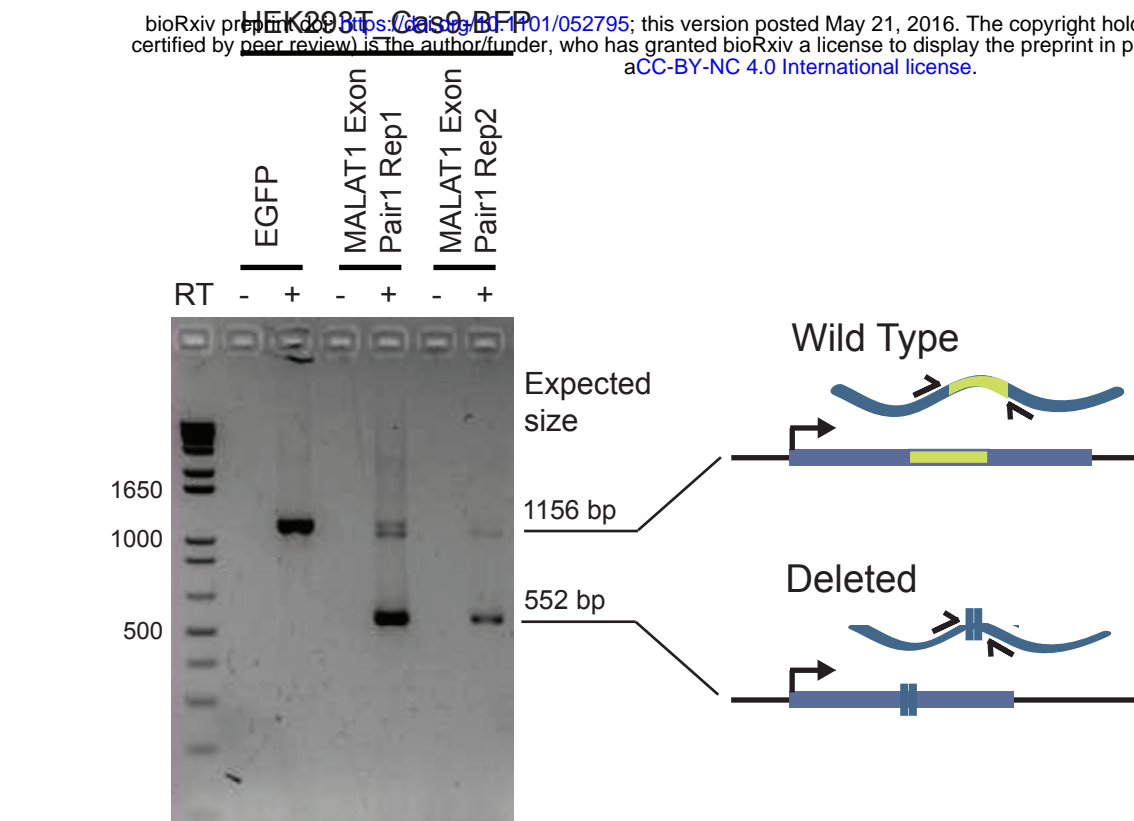 bioRxiv preprint doi: https://doi.org/10.1101/052795; this version posted May 21, 2016. The copyright hold
certified by peer review) is the author/funder, who has granted bioRxiv a license to display the preprint in p
aCC-BY-NC 4.0 International license.
HEK293T_Cas9-BFP
EGFP
MALAT1 Exon
Pair1 Rep1
MALAT1 Exon
Pair1 Rep2
RT - + - + - +
Expected
size
1650
1000
500
1156 bp
552 bp
Wild Type
Deleted